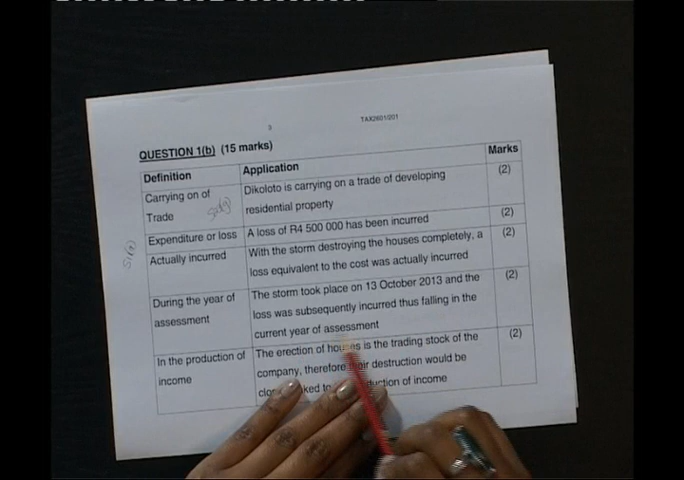 3
TAX2601/201
QUESTION 1(b) (15 marks)
Definition Application Marks
Carrying on of Trade
Dikoloto is carrying on a trade of developing
residential property
(2)
Expenditure or loss A loss of R4 500 000 has been incurred (2)
Actually incurred
With the storm destroying the houses completely, a
loss equivalent to the cost was actually incurred
(2)
During the year of
assessment
The storm took place on 13 October 2013 and the
loss was subsequently incurred thus falling in the
current year of assessment
(2)
In the production of
income
The erection of houses is the trading stock of the
company, therefore their destruction would be
to of income
(2)